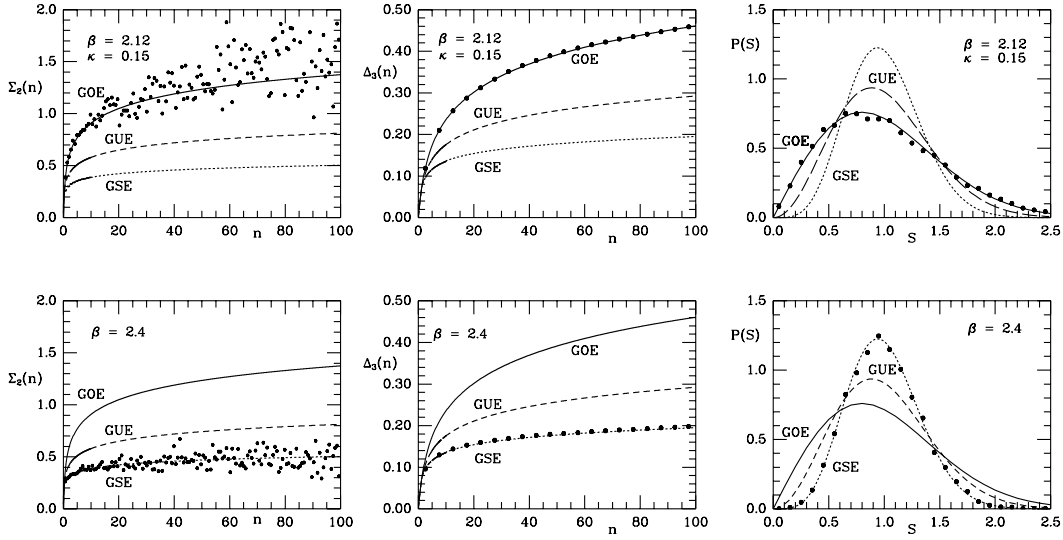 2.0
1.5
1.0
0.5
0.0
Σ₂(n)
β = 2.12
κ = 0.15
GOE
GUE
GSE
0 20 40 60 80 100
n
0.50
0.40
0.30
0.20
0.10
0.00
Δ₃(n)
β = 2.12
κ = 0.15
GOE
GUE
GSE
0 20 40 60 80 100
n
1.5
1.0
0.5
0.0
P(S)
β = 2.12
κ = 0.15
GUE
GOE
GSE
0.0 0.5 1.0 1.5 2.0 2.5
S
2.0
1.5
1.0
0.5
0.0
Σ₂(n)
β = 2.4
GOE
GUE
GSE
0 20 40 60 80 100
n
0.50
0.40
0.30
0.20
0.10
0.00
Δ₃(n)
β = 2.4
GOE
GUE
GSE
0 20 40 60 80 100
n
1.5
1.0
0.5
0.0
P(S)
β = 2.4
GUE
GOE
GSE
0.0 0.5 1.0 1.5 2.0 2.5
S